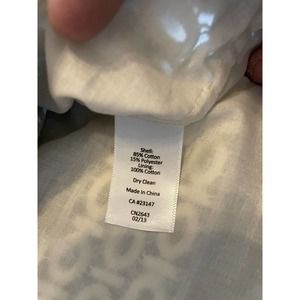 Shell:
85% Cotton
15% Polyester
Lining:
100% Cotton
Dry Clean
Made in China
CA #23147
CN2643
02/13